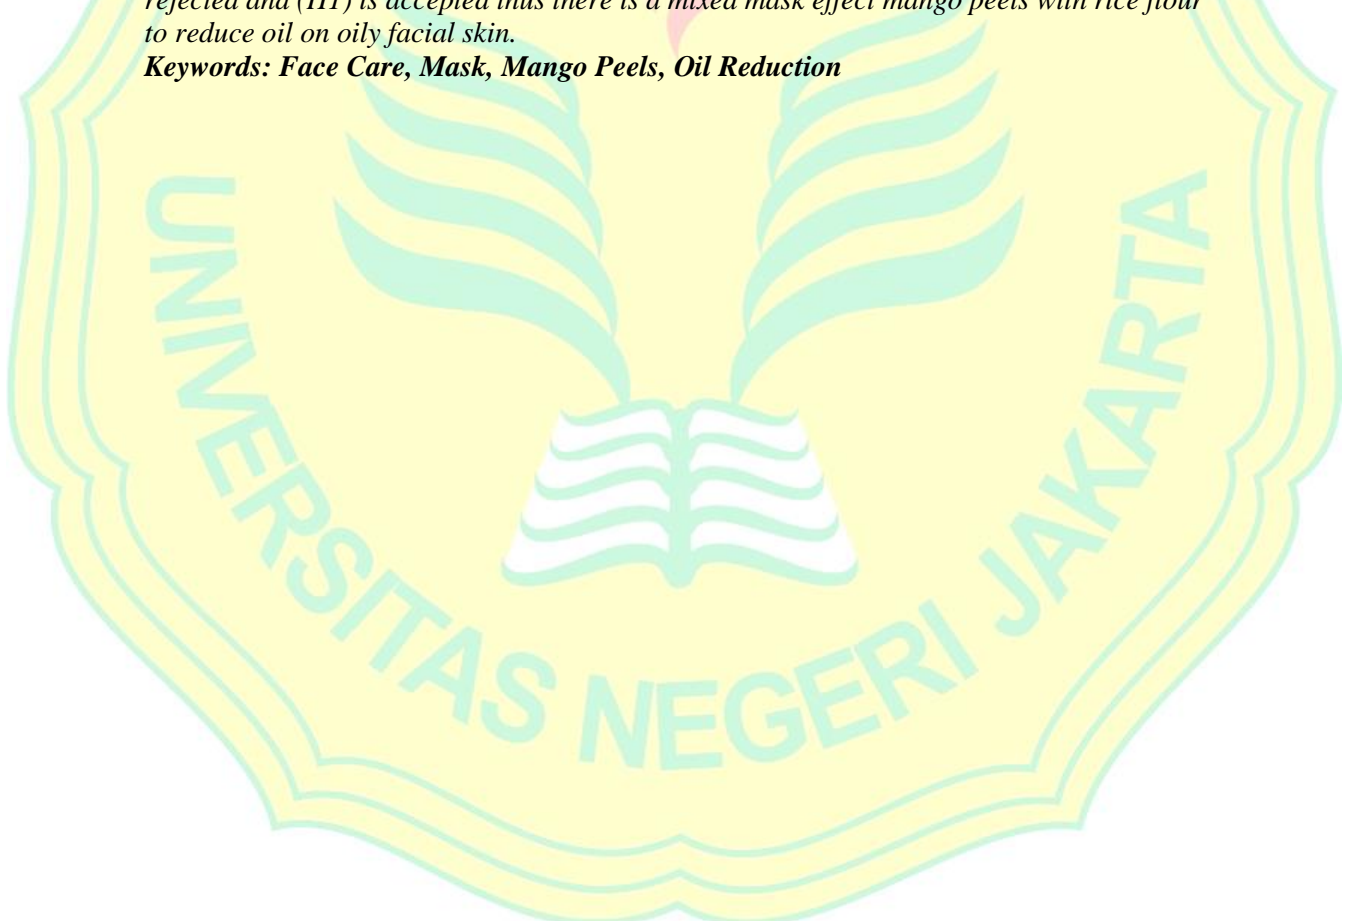 rejected and (H1) is accepted thus there is a mixed mask effect mango peels with rice flour
to reduce oil on oily facial skin.
Keywords: Face Care, Mask, Mango Peels, Oil Reduction
UNIVERSITAS NEGERI JAKARTA